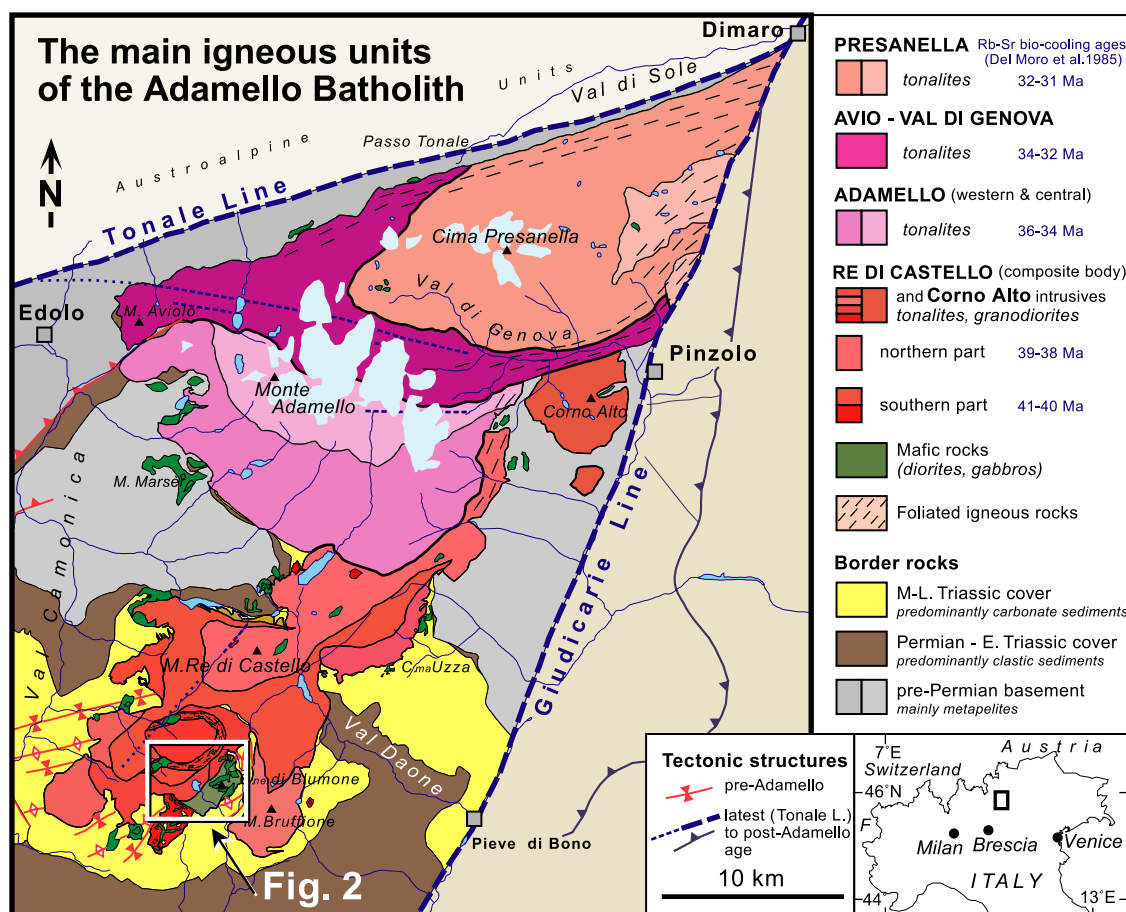 The main igneous units
of the Adamello Batholith
Dimaro
Units
Val di Sole
Passo Tonale
Austroalpine
N
Tonale Line
Cima Presanella
Val di Genova
M. Aviolo
Edolo
Pinzolo
Monte
Adamello
Corno Alto
M. Marser
Val Camonica
Giudicarie Line
M.Re di Castello
C.ma Uzza
Val Daone
di Blumone
M.Bruffione
Pieve di Bono
Fig. 2
PRESANELLA
Rb-Sr bio-cooling ages
(Del Moro et al.1985)
tonalites 32-31 Ma
AVIO - VAL DI GENOVA
tonalites 34-32 Ma
ADAMELLO (western & central)
tonalites 36-34 Ma
RE DI CASTELLO (composite body)
and Corno Alto intrusives
tonalites, granodiorites
northern part 39-38 Ma
southern part 41-40 Ma
Mafic rocks
(diorites, gabbros)
Foliated igneous rocks
Border rocks
M-L. Triassic cover
predominantly carbonate sediments
Permian - E. Triassic cover
predominantly clastic sediments
pre-Permian basement
mainly metapelites
Tectonic structures
pre-Adamello
latest (Tonale L.)
to post-Adamello
age
10 km
7°E
Austria
Switzerland
46°N
F
Milan
Brescia
Venice
ITALY
44°
13°E